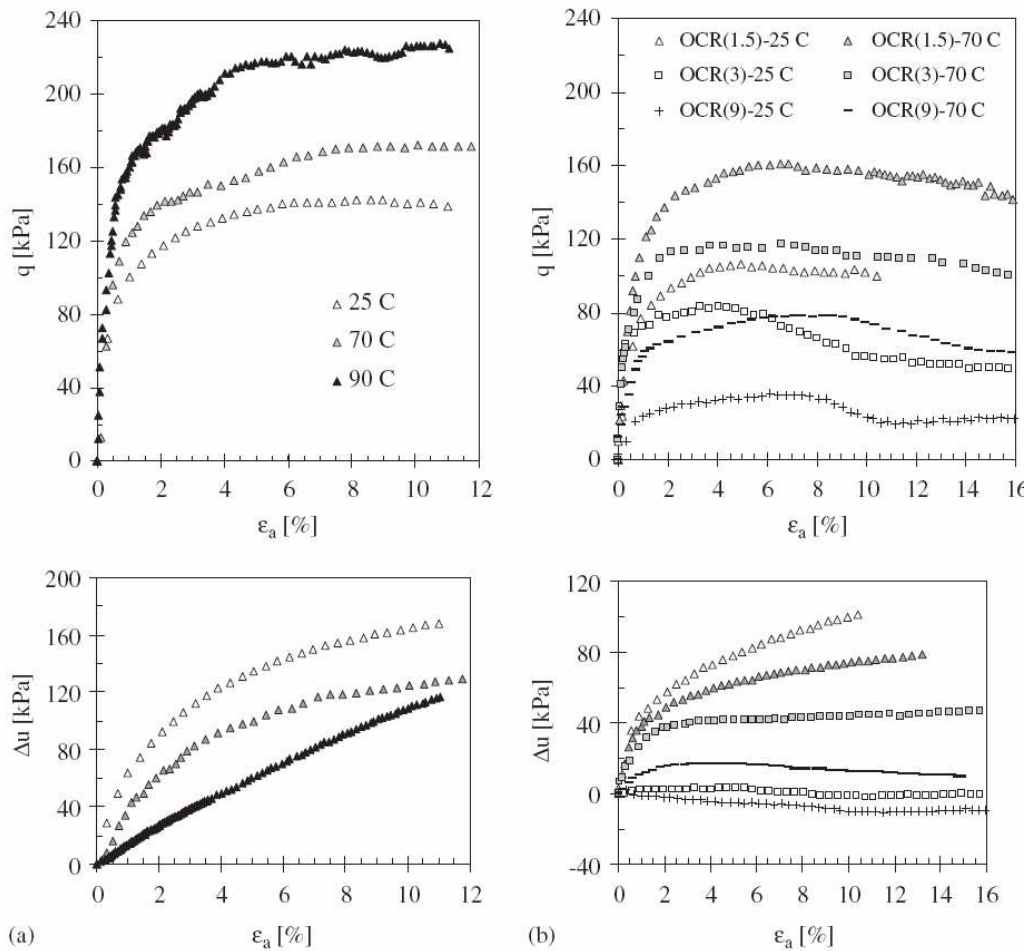 240
200
160
120
80
40
0
q [kPa]
25 C
70 C
90 C
0 2 4 6 8 10 12
εa [%]
240
200
160
120
80
40
0
q [kPa]
OCR(1.5)-25 C OCR(1.5)-70 C
OCR(3)-25 C OCR(3)-70 C
OCR(9)-25 C OCR(9)-70 C
0 2 4 6 8 10 12 14 16
εa [%]
200
160
120
80
40
0
Δu [kPa]
0 2 4 6 8 10 12
(a) εa [%]
120
80
40
0
-40
Δu [kPa]
0 2 4 6 8 10 12 14 16
(b) εa [%]